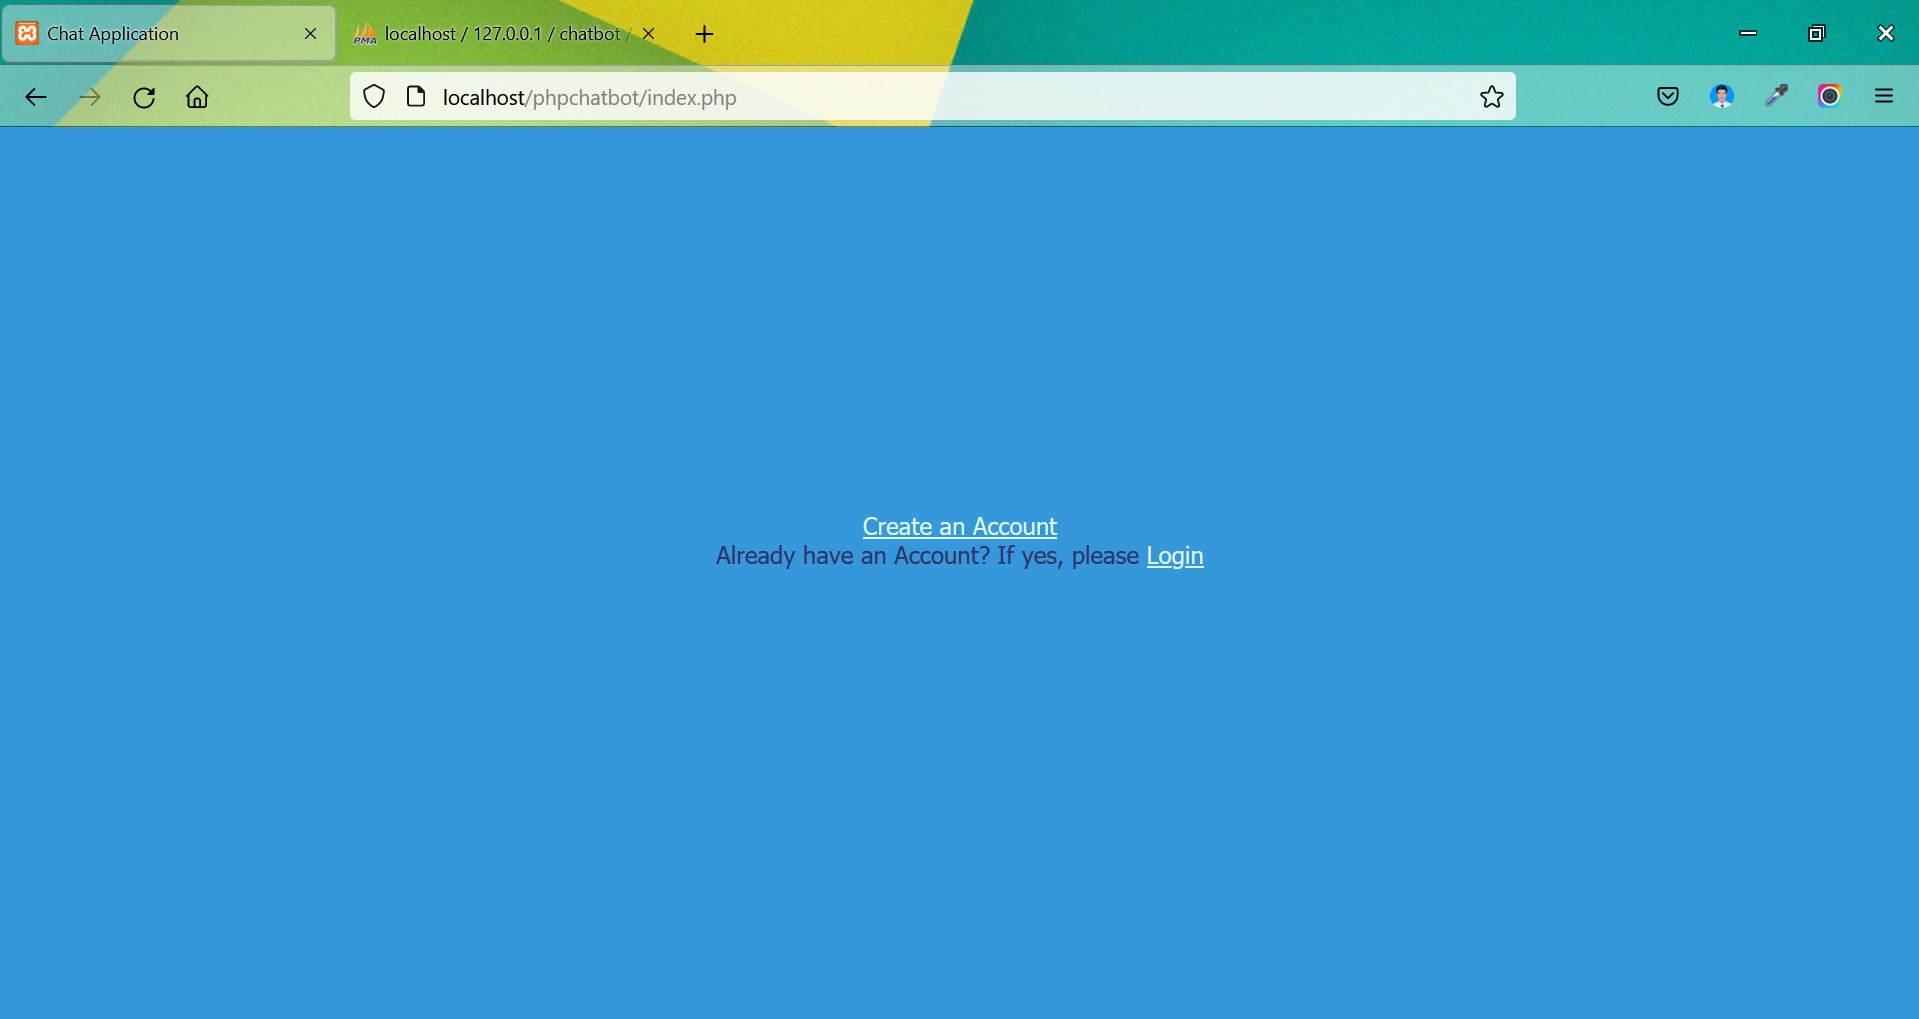 Chat Application
localhost / 127.0.0.1 / chatbot /
PMA
localhost/phpchatbot/index.php
Create an Account
Already have an Account? If yes, please Login